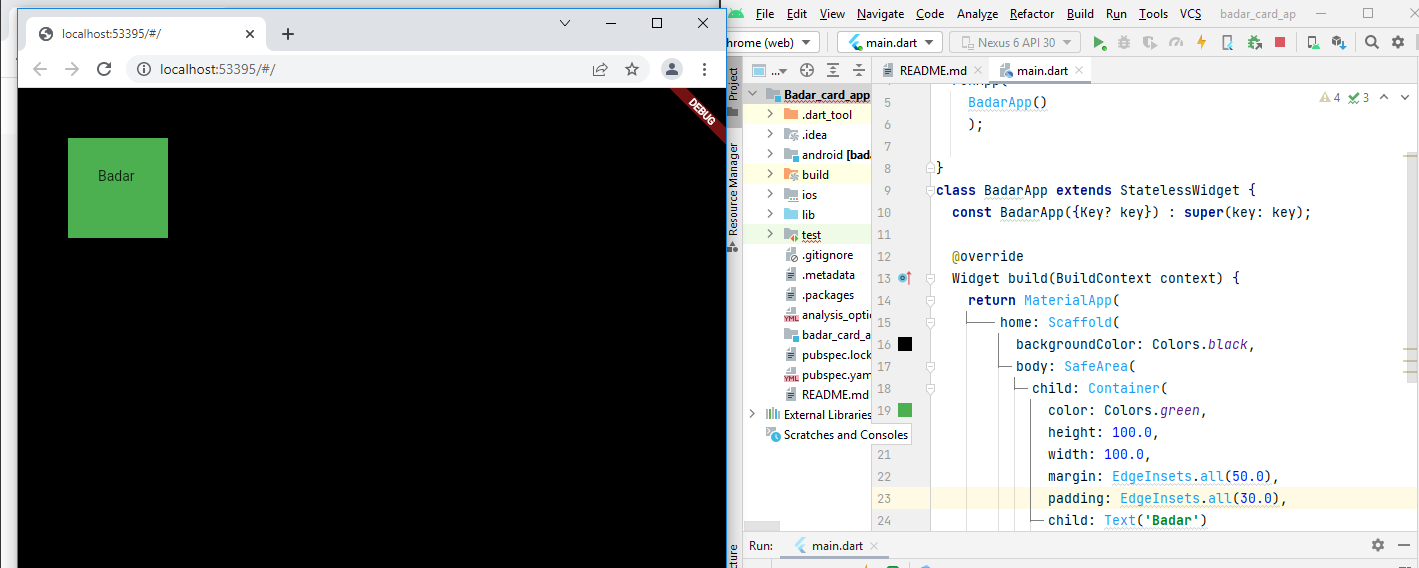 localhost:53395/#/
localhost:53395/#/
DEBUG
Badar
File Edit View Navigate Code Analyze Refactor Build Run Tools VCS badar_card_ap
hrome (web) main.dart Nexus 6 API 30
Project
Resource Manager
cture
Badar_card_app
.dart_tool
.idea
android [bada
build
ios
lib
test
.gitignore
.metadata
.packages
analysis_optio
badar_card_a
pubspec.lock
pubspec.yam
README.md
External Libraries
Scratches and Consoles
README.md main.dart
4 3
5 BadarApp()
6 );
7
8 }
9 class BadarApp extends StatelessWidget {
10 const BadarApp({Key? key}) : super(key: key);
11
12 @override
13 Widget build(BuildContext context) {
14 return MaterialApp(
15 home: Scaffold(
16 backgroundColor: Colors.black,
17 body: SafeArea(
18 child: Container(
19 color: Colors.green,
height: 100.0,
21 width: 100.0,
22 margin: EdgeInsets.all(50.0),
23 padding: EdgeInsets.all(30.0),
24 child: Text('Badar')
Run: main.dart